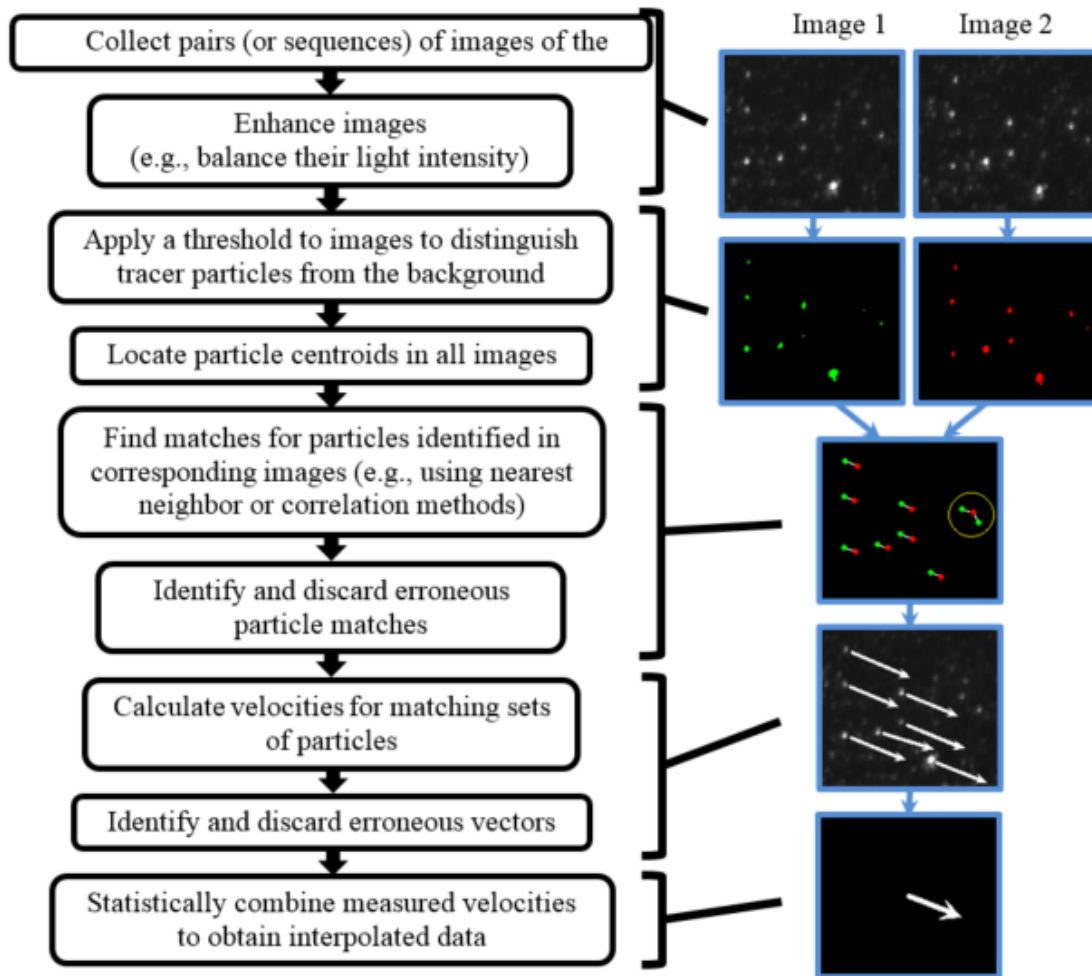 Image 1
Image 2
Collect pairs (or sequences) of images of the
Enhance images
(e.g., balance their light intensity)
Apply a threshold to images to distinguish
tracer particles from the background
Locate particle centroids in all images
Find matches for particles identified in
corresponding images (e.g., using nearest
neighbor or correlation methods)
Identify and discard erroneous
particle matches
Calculate velocities for matching sets
of particles
Identify and discard erroneous vectors
Statistically combine measured velocities
to obtain interpolated data